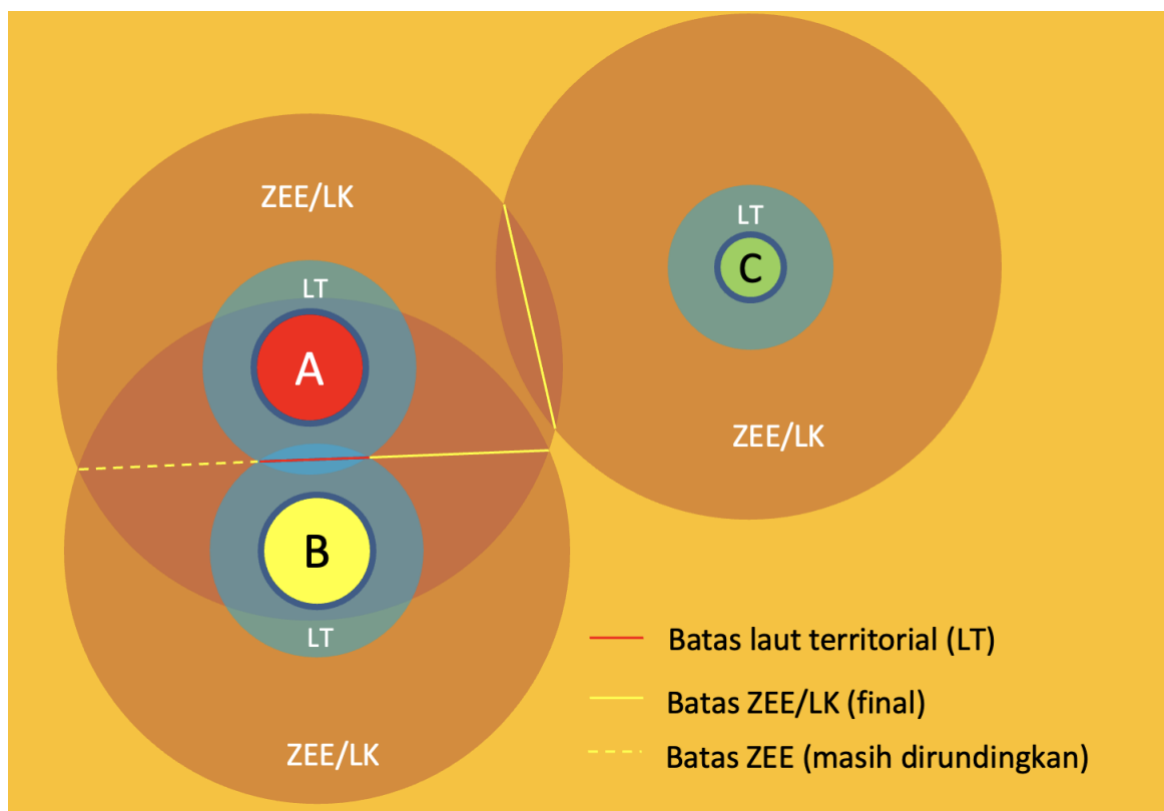 ZEE/LK
LT
A
LT
C
ZEE/LK
B
LT
ZEE/LK
Batas laut territorial (LT)
Batas ZEE/LK (final)
Batas ZEE (masih dirundingkan)